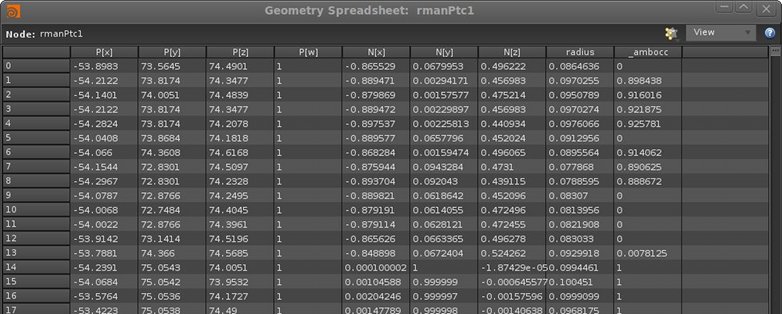 Geometry Spreadsheet: rmanPtc1
Node: rmanPtc1 View
P[x] P[y] P[z] P[w] N[x] N[y] N[z] radius _ambocc
0 -53.8983 73.5645 74.4901 1 -0.865529 0.0679953 0.496222 0.0864636 0
1 -54.2122 73.8174 74.3477 1 -0.889471 0.00294171 0.456983 0.0970255 0.898438
2 -54.1401 74.0051 74.4839 1 -0.879869 0.00157577 0.475214 0.0950789 0.916016
3 -54.2122 73.8174 74.3477 1 -0.889472 0.00229897 0.456983 0.0970274 0.921875
4 -54.2824 73.8174 74.2078 1 -0.897537 0.00225813 0.440934 0.0976066 0.925781
5 -54.0408 73.8684 74.1818 1 -0.889577 0.0657796 0.452024 0.0912956 0
6 -54.066 74.3608 74.6168 1 -0.868284 0.00159474 0.496065 0.0895564 0.914062
7 -54.1544 72.8301 74.5097 1 -0.875944 0.0943284 0.4731 0.077868 0.890625
8 -54.2967 72.8301 74.2328 1 -0.893704 0.092043 0.439115 0.0788595 0.888672
9 -54.0787 72.8766 74.2495 1 -0.889821 0.0618642 0.452096 0.08307 0
10 -54.0068 72.7484 74.4045 1 -0.879191 0.0614055 0.472496 0.0813956 0
11 -54.0022 72.8766 74.3961 1 -0.879114 0.0628121 0.472455 0.0821908 0
12 -53.9142 73.1414 74.5196 1 -0.865626 0.0663365 0.496278 0.083033 0
13 -53.7881 74.366 74.5685 1 -0.848898 0.0672404 0.524262 0.0929918 0.0078125
14 -54.2391 75.0543 74.0051 1 0.000100002 1 -1.87429e-05 0.0994461 1
15 -54.0684 75.0542 73.9532 1 0.00104588 0.999999 -0.000645577 0.100451 1
16 -53.5764 75.0536 74.1727 1 0.00204246 0.999997 -0.00157596 0.0909099 1
17 -53.4223 75.0538 74.49 1 0.00147789 0.999998 -0.00140638 0.0968175 1